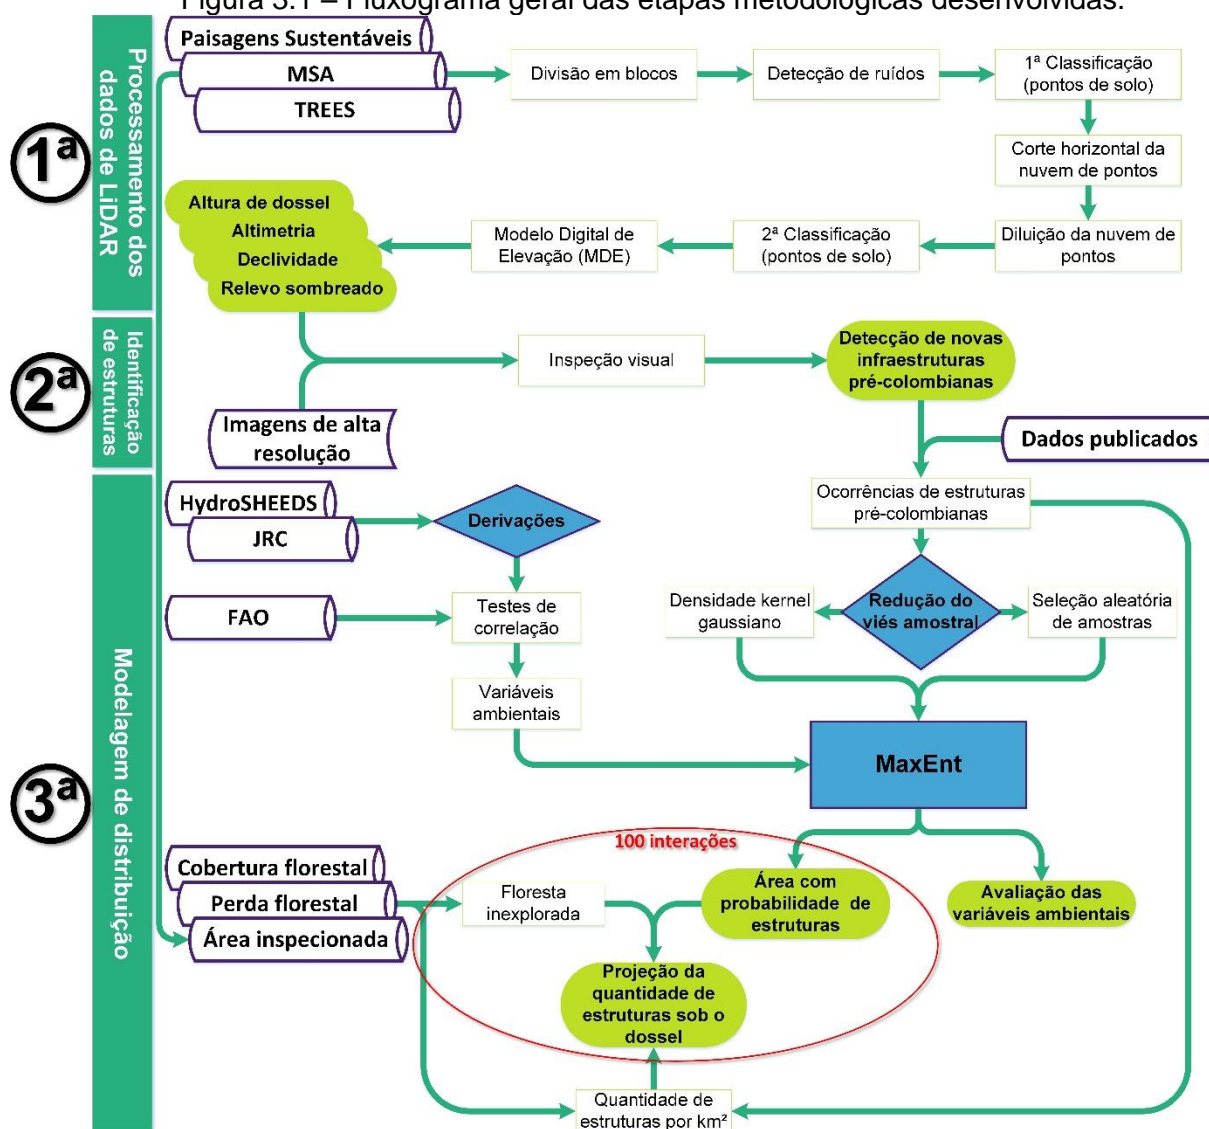 Figura 3.1 – Fluxograma geral das etapas metodológicas desenvolvidas.
1ª
Processamento dos
dados de LiDAR
Paisagens Sustentáveis
MSA
TREES
Divisão em blocos
Detecção de ruídos
1ª Classificação
(pontos de solo)
Corte horizontal da
nuvem de pontos
Diluição da nuvem de
pontos
2ª Classificação
(pontos de solo)
Modelo Digital de
Elevação (MDE)
Altura de dossel
Altimetria
Declividade
Relevo sombreado
2ª
Identificação
de estruturas
Inspeção visual
Detecção de novas
infraestruturas
pré-colombianas
Imagens de alta
resolução
Dados publicados
3ª
Modelagem de distribuição
HydroSHEEDS
JRC
Derivações
Ocorrências de estruturas
pré-colombianas
FAO
Testes de
correlação
Densidade kernel
gaussiano
Redução do
viés amostral
Seleção aleatória
de amostras
Variáveis
ambientais
MaxEnt
100 interações
Cobertura florestal
Perda florestal
Área inspecionada
Floresta
inexplorada
Área com
probabilidade de
estruturas
Avaliação das
variáveis ambientais
Projeção da
quantidade de
estruturas sob o
dossel
Quantidade de
estruturas por km²